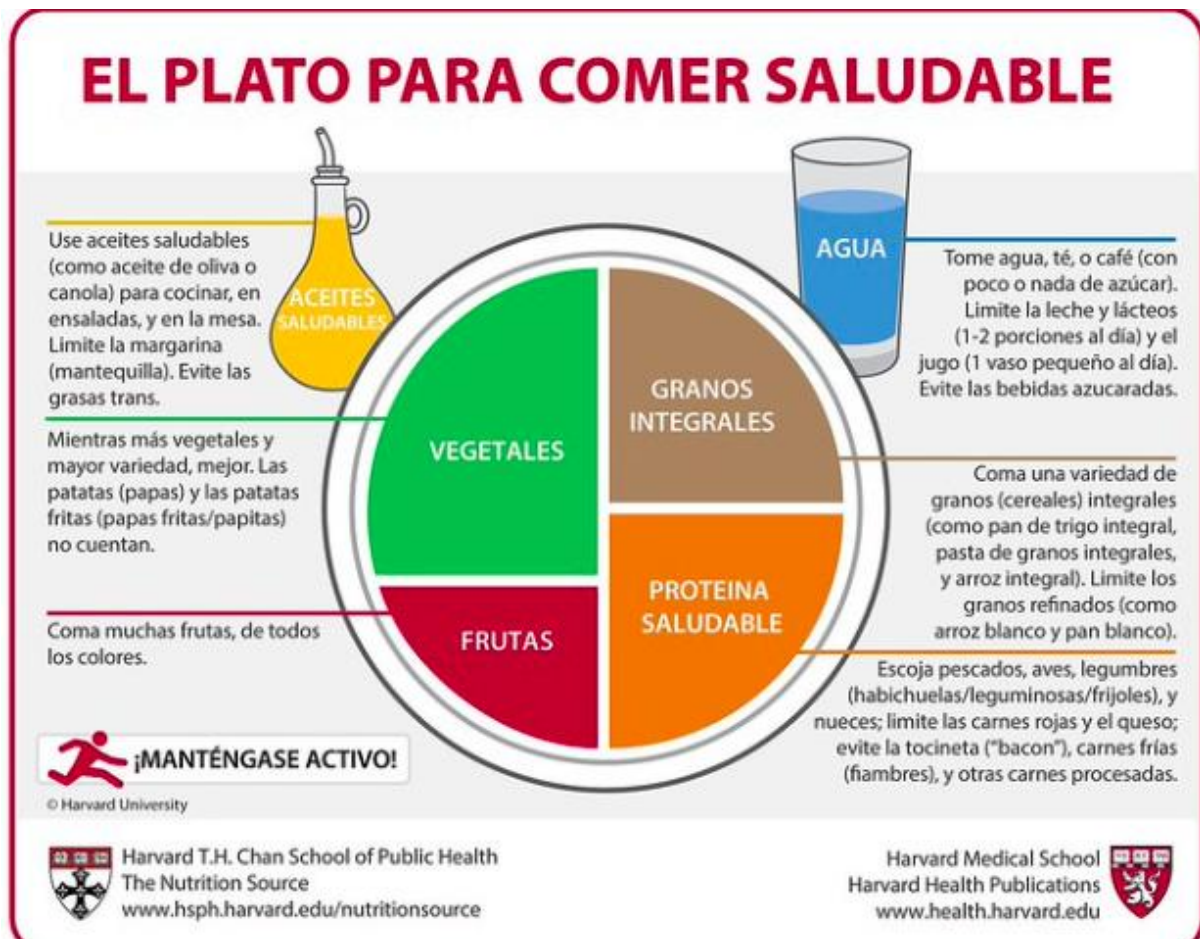 EL PLATO PARA COMER SALUDABLE
Use aceites saludables
(como aceite de oliva o
canola) para cocinar, en
ensaladas, y en la mesa.
Limite la margarina
(mantequilla). Evite las
grasas trans.
ACEITES
SALUDABLES
Mientras más vegetales y
mayor variedad, mejor. Las
patatas (papas) y las patatas
fritas (papas fritas/papitas)
no cuentan.
Coma muchas frutas, de todos
los colores.
VEGETALES
FRUTAS
GRANOS
INTEGRALES
PROTEINA
SALUDABLE
AGUA
Tome agua, té, o café (con
poco o nada de azúcar).
Limite la leche y lácteos
(1-2 porciones al día) y el
jugo (1 vaso pequeño al día).
Evite las bebidas azucaradas.
Coma una variedad de
granos (cereales) integrales
(como pan de trigo integral,
pasta de granos integrales,
y arroz integral). Limite los
granos refinados (como
arroz blanco y pan blanco).
Escoja pescados, aves, legumbres
(habichuelas/leguminosas/frijoles), y
nueces; limite las carnes rojas y el queso;
evite la tocineta ("bacon"), carnes frías
(fiambres), y otras carnes procesadas.
¡MANTÉNGASE ACTIVO!
© Harvard University
Harvard T.H. Chan School of Public Health
The Nutrition Source
www.hsph.harvard.edu/nutritionsource
Harvard Medical School
Harvard Health Publications
www.health.harvard.edu